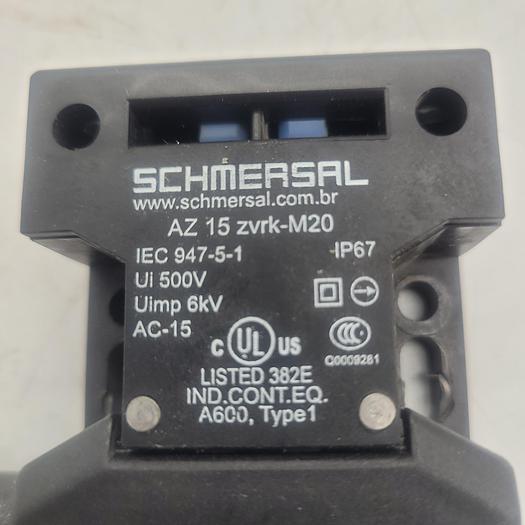 SCHMERSAL
www.schmersal.com.br
AZ 15 zvrk-M20
IEC 947-5-1 IP67
Ui 500V
Uimp 6kV
AC-15
C UL US
CCC
Q0009281
LISTED 382E
IND.CONT.EQ.
A600, Type1